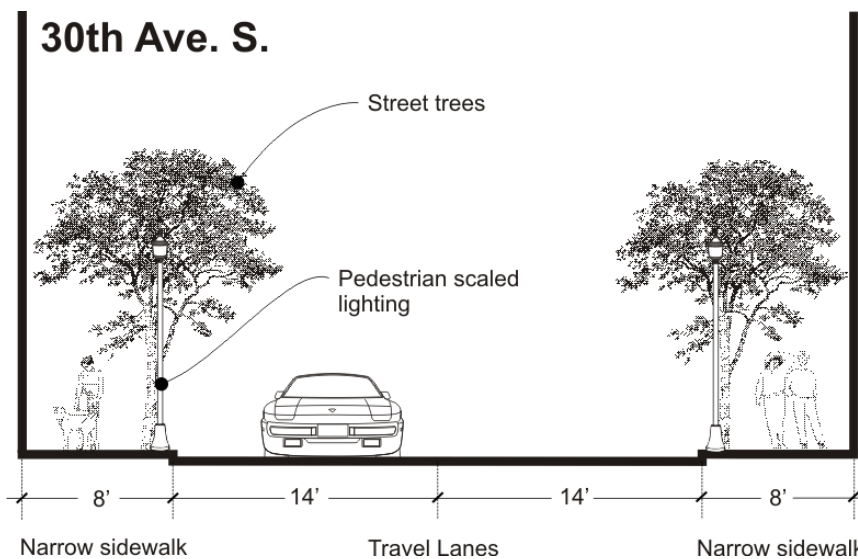 30th Ave. S.
Street trees
Pedestrian scaled
lighting
8’ 14’ 14’ 8’
Narrow sidewalk Travel Lanes Narrow sidewalk